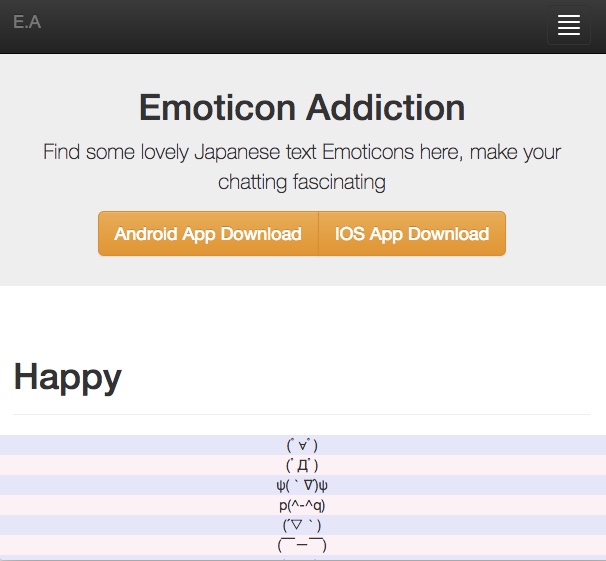 E.A
Emoticon Addiction
Find some lovely Japanese text Emoticons here, make your
chatting fascinating
Android App Download
IOS App Download
Happy
(ﾟ∀ﾟ)
(ﾟДﾟ)
ψ(｀∇´)ψ
p(^-^q)
(´▽｀)
(￣ー￣)